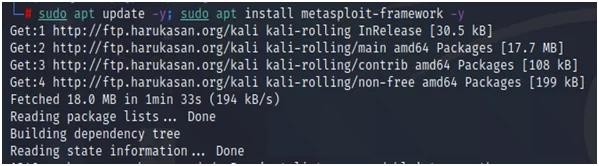 └─# sudo apt update -y; sudo apt install metasploit-framework -y
Get:1 http://ftp.harukasan.org/kali kali-rolling InRelease [30.5 kB]
Get:2 http://ftp.harukasan.org/kali kali-rolling/main amd64 Packages [17.7 MB]
Get:3 http://ftp.harukasan.org/kali kali-rolling/contrib amd64 Packages [108 kB]
Get:4 http://ftp.harukasan.org/kali kali-rolling/non-free amd64 Packages [199 kB]
Fetched 18.0 MB in 1min 33s (194 kB/s)
Reading package lists... Done
Building dependency tree
Reading state information... Done